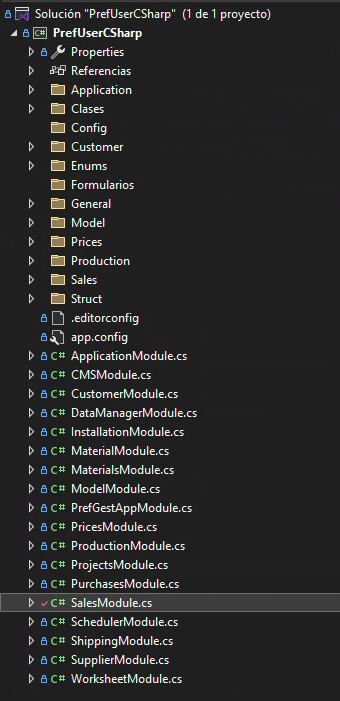 Solución "PrefUserCSharp" (1 de 1 proyecto)
C# PrefUserCSharp
Properties
Referencias
Application
Clases
Config
Customer
Enums
Formularios
General
Model
Prices
Production
Sales
Struct
.editorconfig
app.config
C# ApplicationModule.cs
C# CMSModule.cs
C# CustomerModule.cs
C# DataManagerModule.cs
C# InstallationModule.cs
C# MaterialModule.cs
C# MaterialsModule.cs
C# ModelModule.cs
C# PrefGestAppModule.cs
C# PricesModule.cs
C# ProductionModule.cs
C# ProjectsModule.cs
C# PurchasesModule.cs
C# SalesModule.cs
C# SchedulerModule.cs
C# ShippingModule.cs
C# SupplierModule.cs
C# WorksheetModule.cs